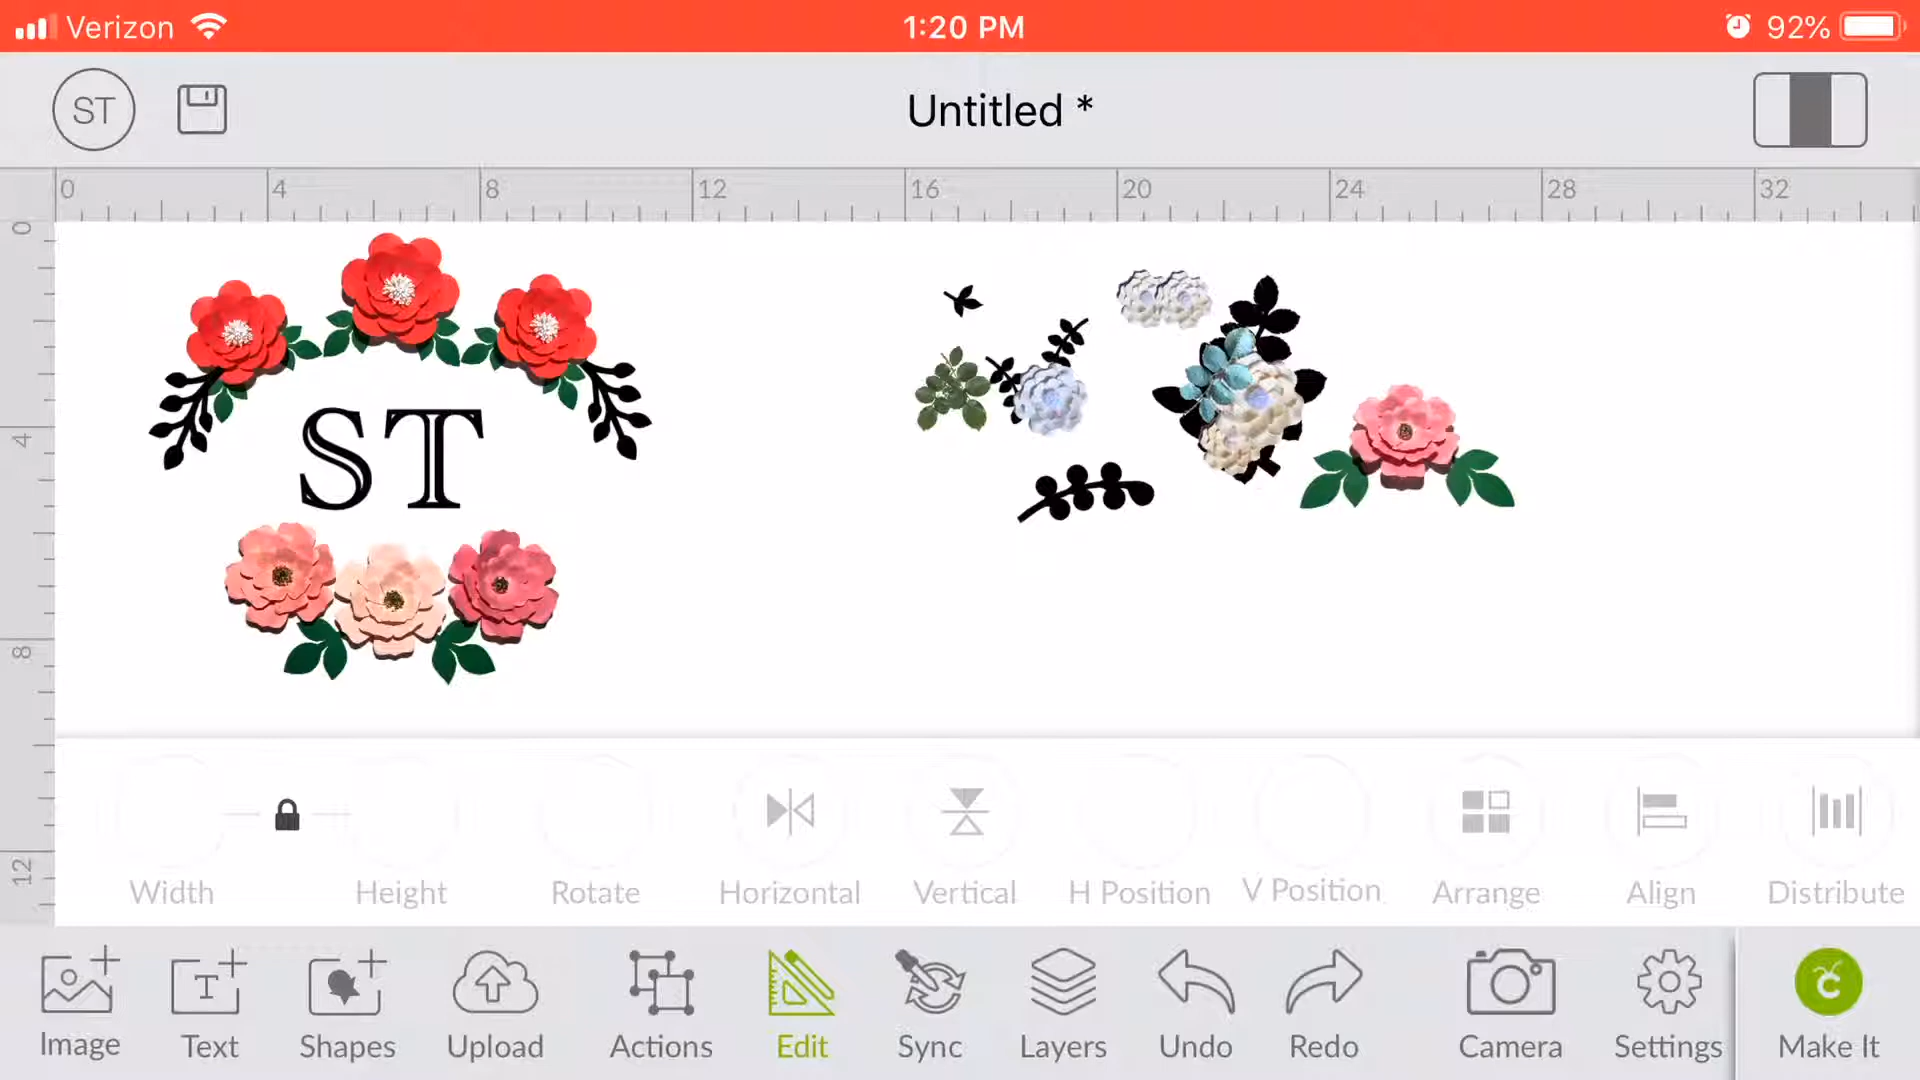 Verizon 1:20 PM 92%
ST Untitled *
0 4 8 12 16 20 24 28 32
0
4
8
12
ST
Width Height Rotate Horizontal Vertical H Position V Position Arrange Align Distribute
Image Text Shapes Upload Actions Edit Sync Layers Undo Redo Camera Settings Make It